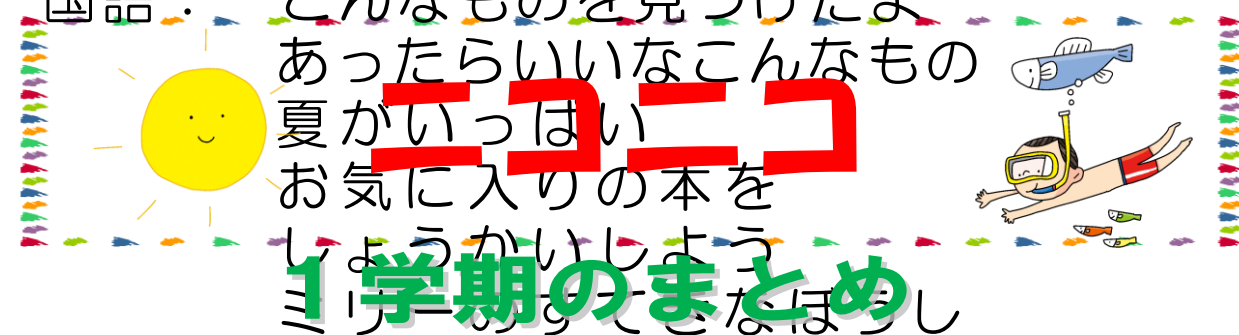 国語： こんなものを見つけたよ
あったらいいなこんなもの
夏がいっぱい
ニコニコ
お気に入りの本を
しょうかいしよう
１学期のまとめ
ミリーのすてきなぼうし